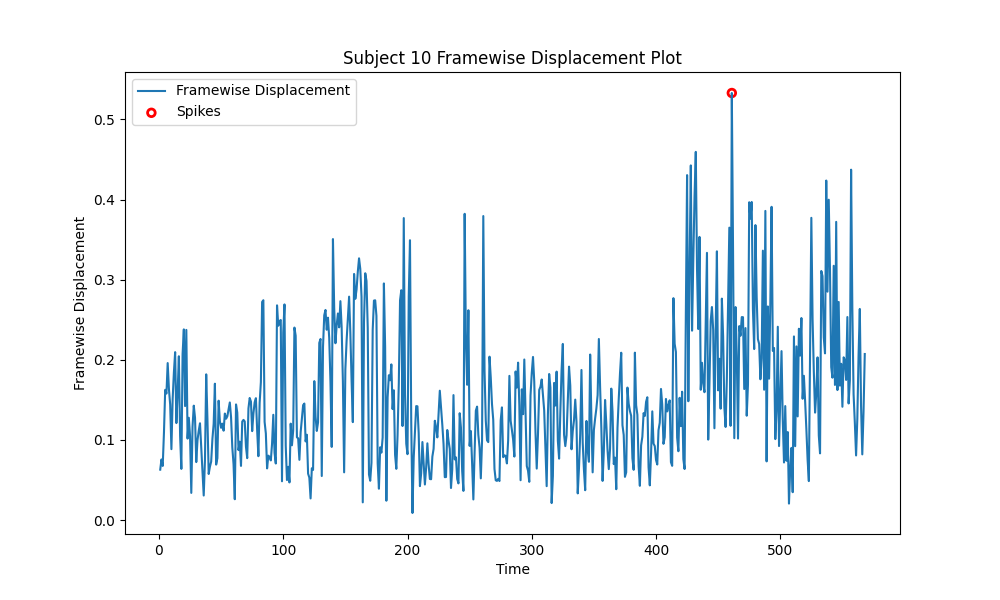 Subject 10 Framewise Displacement Plot
Framewise Displacement
Spikes
Framewise Displacement
0.5
0.4
0.3
0.2
0.1
0.0
0 100 200 300 400 500
Time